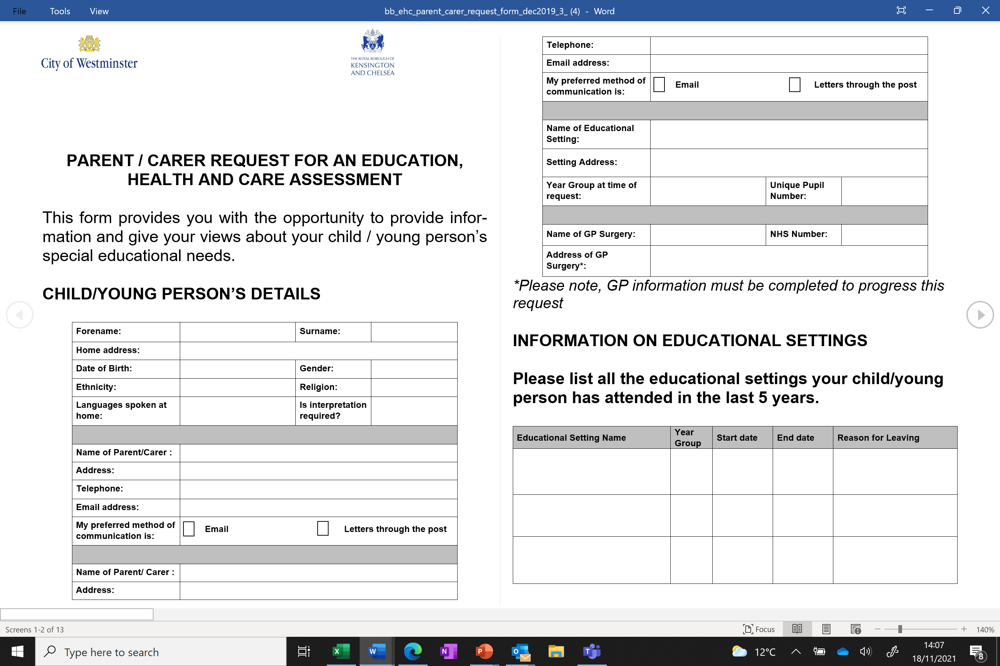 File Tools View bb_ehc_parent_carer_request_form_dec2019_3_ (4) - Word
City of Westminster
THE ROYAL BOROUGH OF
KENSINGTON
AND CHELSEA
PARENT / CARER REQUEST FOR AN EDUCATION,
HEALTH AND CARE ASSESSMENT
This form provides you with the opportunity to provide infor-
mation and give your views about your child / young person’s
special educational needs.
CHILD/YOUNG PERSON’S DETAILS
Forename: Surname:
Home address:
Date of Birth: Gender:
Ethnicity: Religion:
Languages spoken at
home:
Is interpretation
required?
Name of Parent/Carer :
Address:
Telephone:
Email address:
My preferred method of
communication is:
Email Letters through the post
Name of Parent/ Carer :
Address:
Telephone:
Email address:
My preferred method of
communication is:
Email Letters through the post
Name of Educational
Setting:
Setting Address:
Year Group at time of
request:
Unique Pupil
Number:
Name of GP Surgery: NHS Number:
Address of GP
Surgery*:
*Please note, GP information must be completed to progress this
request
INFORMATION ON EDUCATIONAL SETTINGS
Please list all the educational settings your child/young
person has attended in the last 5 years.
Educational Setting Name
Year
Group
Start date End date Reason for Leaving
Screens 1-2 of 13 Focus 140%
Type here to search
X W N P O T
12°C
14:07
18/11/2021
8